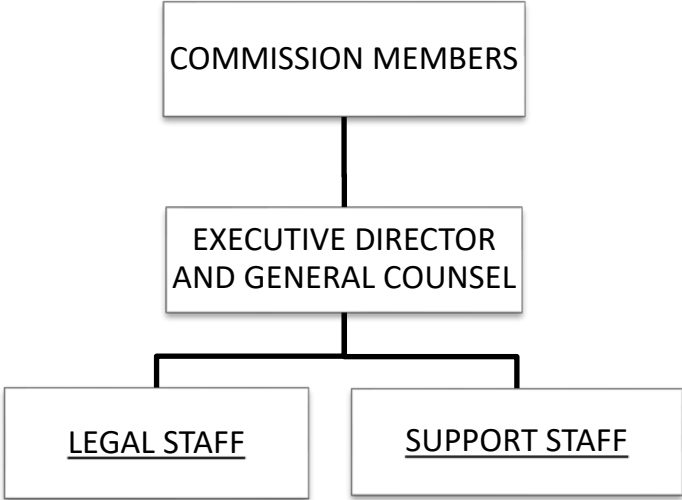 COMMISSION MEMBERS
EXECUTIVE DIRECTOR
AND GENERAL COUNSEL
LEGAL STAFF
SUPPORT STAFF